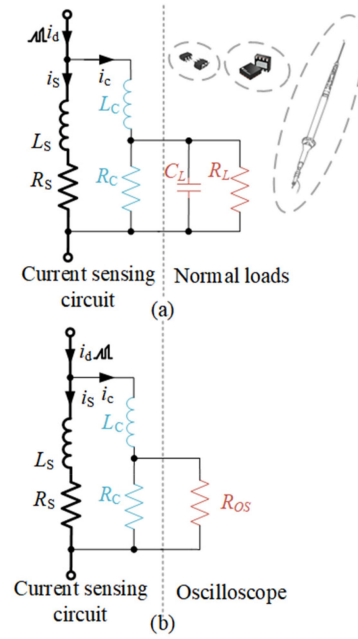 i_d
i_S i_c
L_C
L_S
R_S R_C C_L R_L
Current sensing Normal loads
circuit
(a)
i_d
i_S i_c
L_C
L_S
R_S R_C R_OS
Current sensing Oscilloscope
circuit
(b)